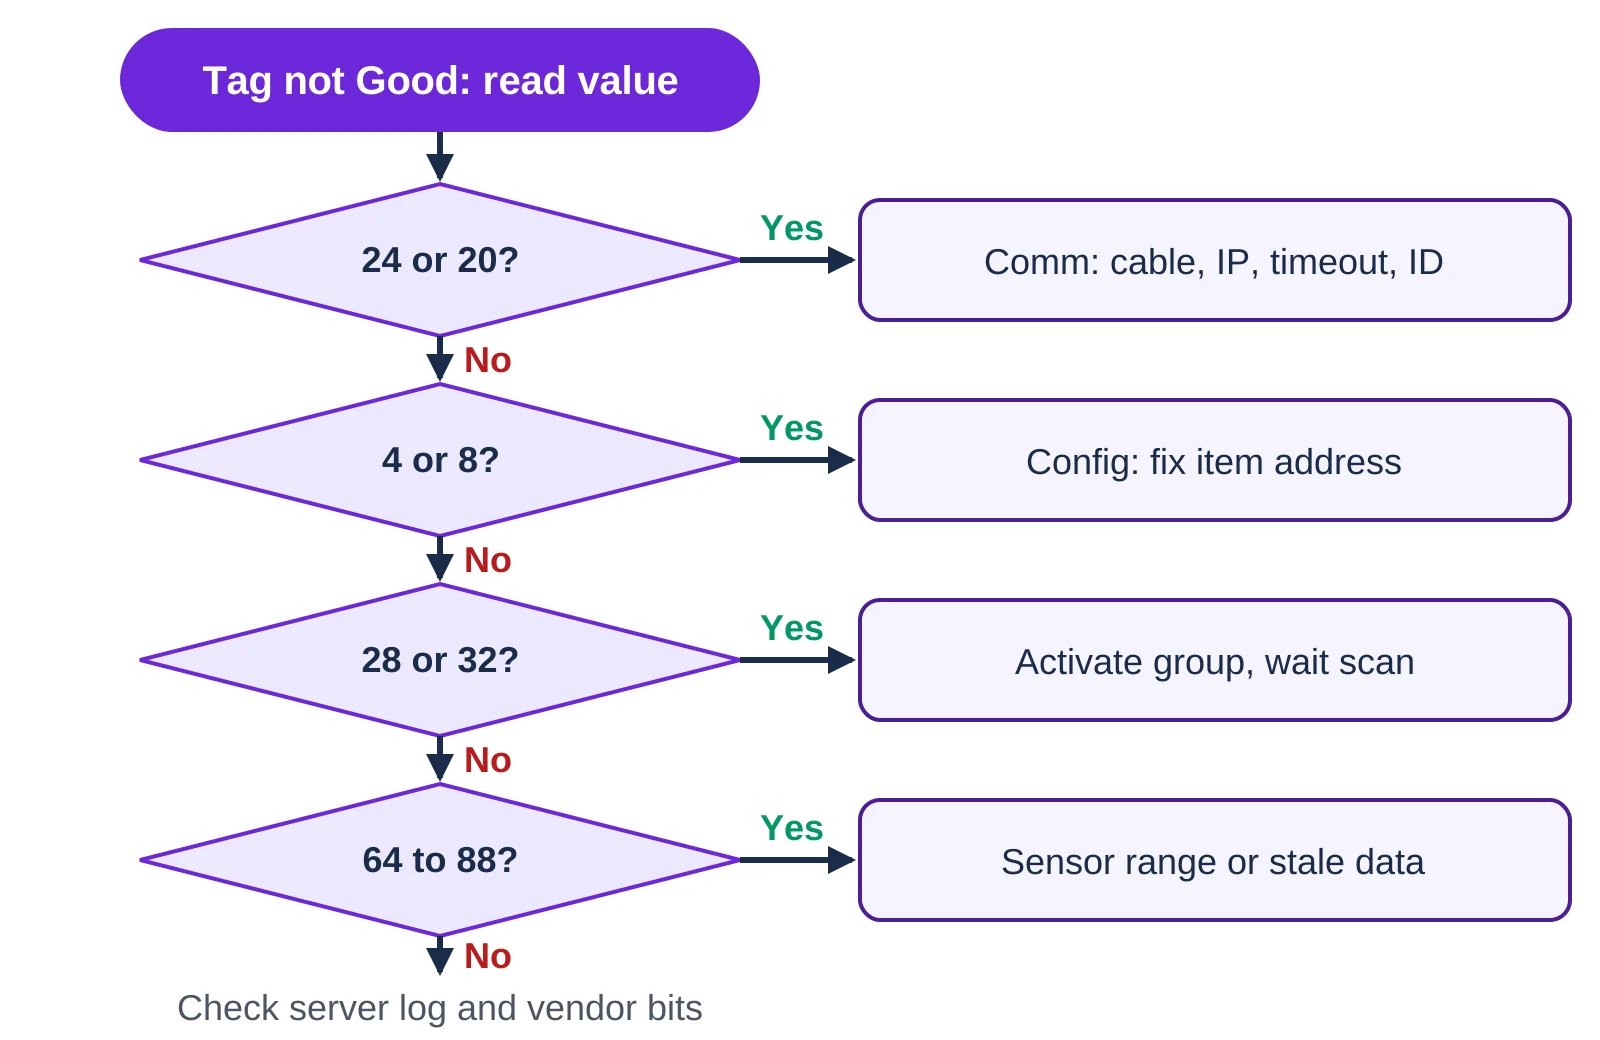 Tag not Good: read value
24 or 20?
Yes
Comm: cable, IP, timeout, ID
No
4 or 8?
Yes
Config: fix item address
No
28 or 32?
Yes
Activate group, wait scan
No
64 to 88?
Yes
Sensor range or stale data
No
Check server log and vendor bits